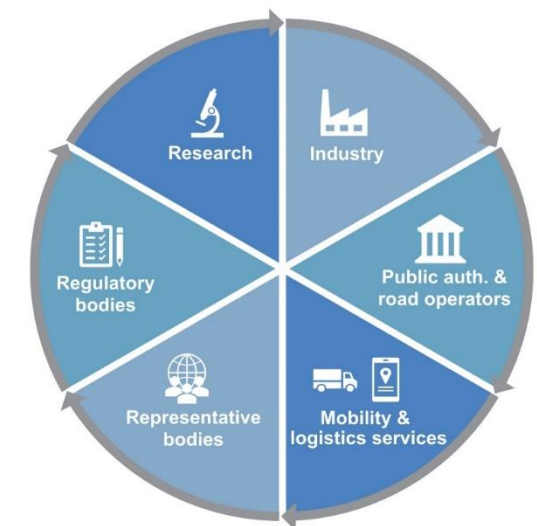 Research
Industry
Public auth. &
road operators
Mobility &
logistics services
Representative
bodies
Regulatory
bodies